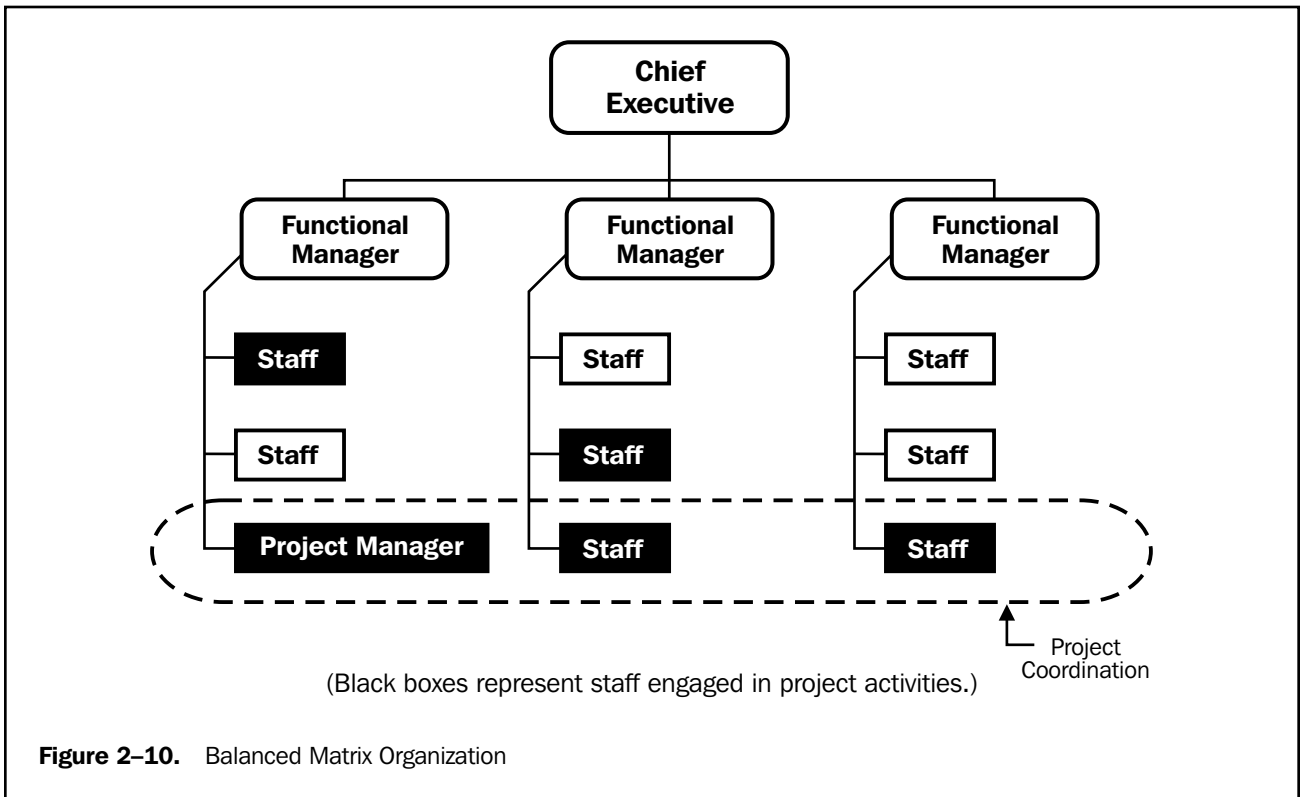 Chief
Executive
Functional
Manager
Functional
Manager
Functional
Manager
Staff
Staff
Staff
Staff
Staff
Staff
Project Manager
Staff
Staff
Project
Coordination
(Black boxes represent staff engaged in project activities.)
Figure 2–10. Balanced Matrix Organization